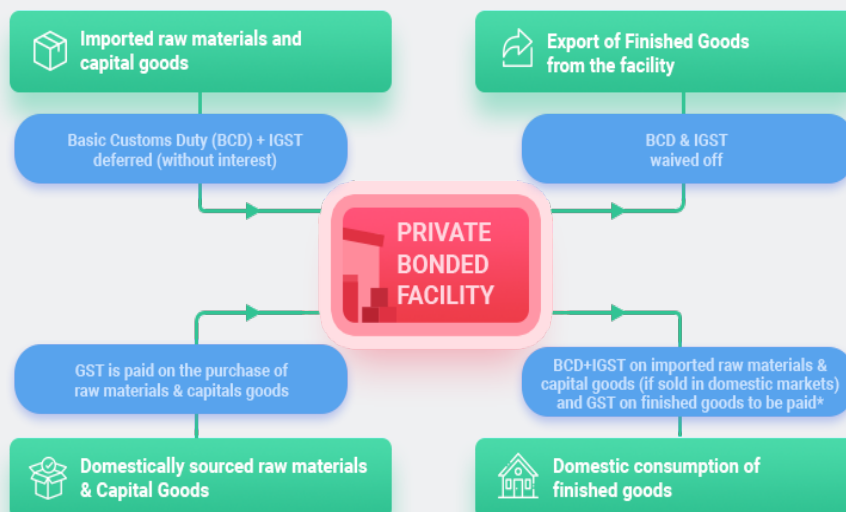 Imported raw materials and
capital goods
Export of Finished Goods
from the facility
Basic Customs Duty (BCD) + IGST
deferred (without interest)
BCD & IGST
waived off
PRIVATE
BONDED
FACILITY
GST is paid on the purchase of
raw materials & capitals goods
BCD+IGST on imported raw materials &
capital goods (if sold in domestic markets)
and GST on finished goods to be paid*
Domestically sourced raw materials
& Capital Goods
Domestic consumption of
finished goods